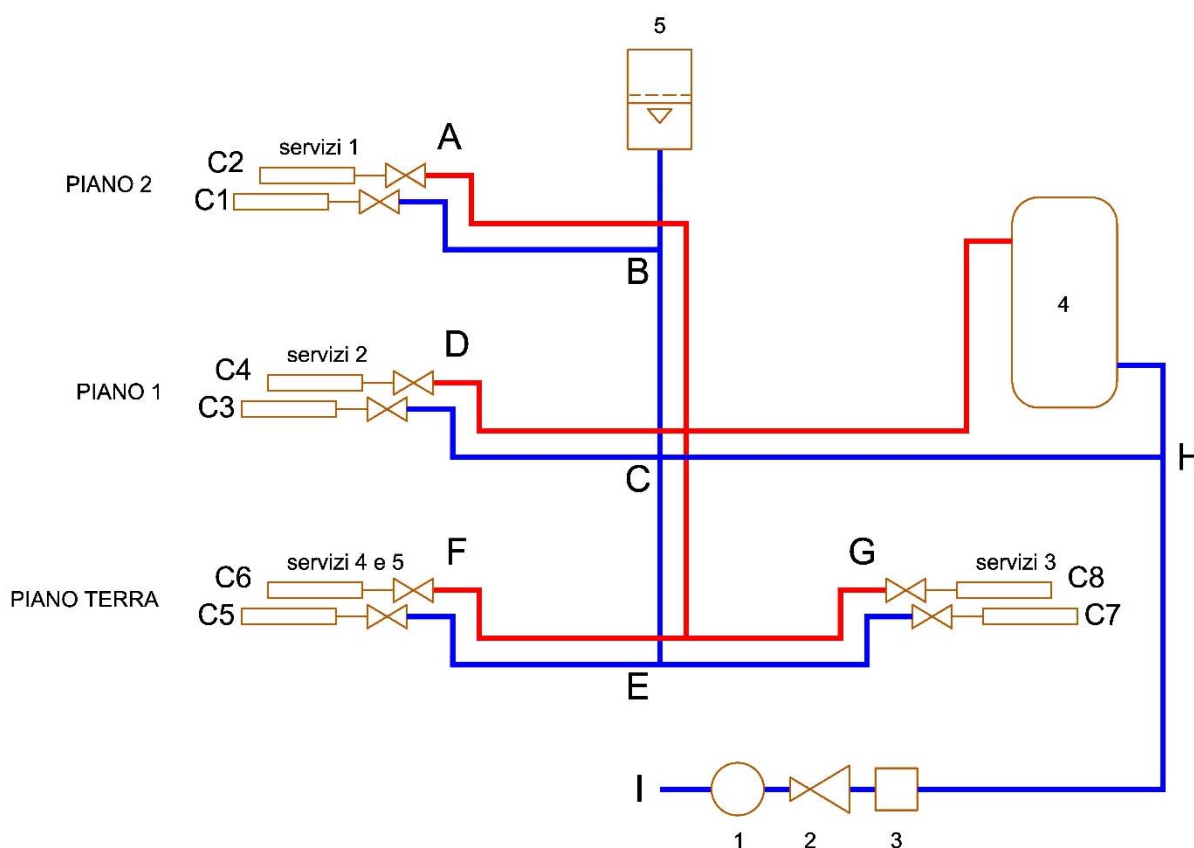 5
A
servizi 1
C2
PIANO 2
C1
B
4
D
servizi 2
C4
PIANO 1
C3
C
H
F
G
servizi 4 e 5
servizi 3
C6
C8
PIANO TERRA
C5
C7
E
I
1
2
3